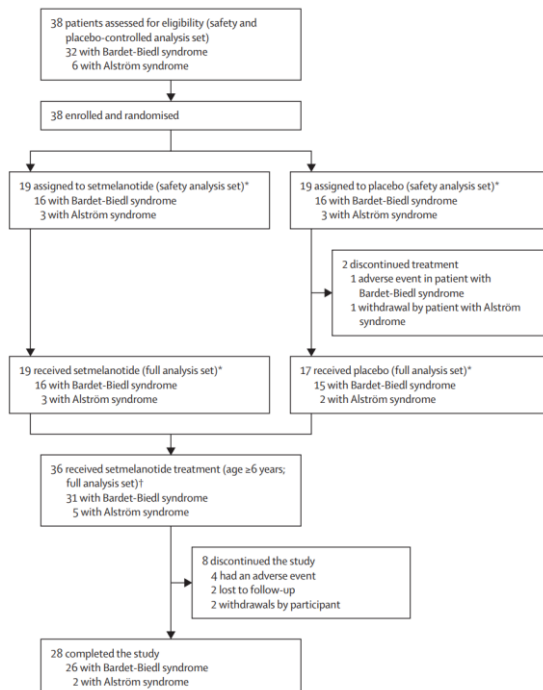 38 patients assessed for eligibility (safety and
placebo-controlled analysis set)
32 with Bardet-Biedl syndrome
6 with Alström syndrome
38 enrolled and randomised
19 assigned to setmelanotide (safety analysis set)*
16 with Bardet-Biedl syndrome
3 with Alström syndrome
19 assigned to placebo (safety analysis set)*
16 with Bardet-Biedl syndrome
3 with Alström syndrome
2 discontinued treatment
1 adverse event in patient with
Bardet-Biedl syndrome
1 withdrawal by patient with Alström
syndrome
19 received setmelanotide (full analysis set)*
16 with Bardet-Biedl syndrome
3 with Alström syndrome
17 received placebo (full analysis set)*
15 with Bardet-Biedl syndrome
2 with Alström syndrome
36 received setmelanotide treatment (age ≥6 years;
full analysis set)†
31 with Bardet-Biedl syndrome
5 with Alström syndrome
8 discontinued the study
4 had an adverse event
2 lost to follow-up
2 withdrawals by participant
28 completed the study
26 with Bardet-Biedl syndrome
2 with Alström syndrome